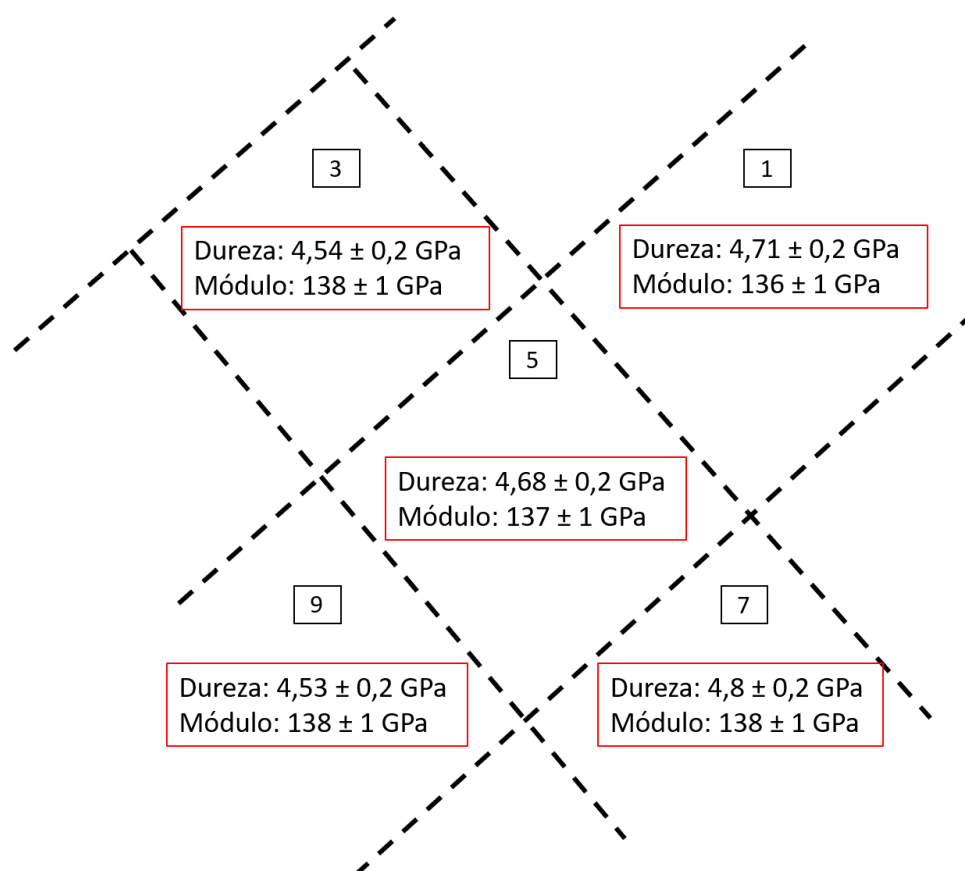 3
Dureza: 4,54 ± 0,2 GPa
Módulo: 138 ± 1 GPa
1
Dureza: 4,71 ± 0,2 GPa
Módulo: 136 ± 1 GPa
5
Dureza: 4,68 ± 0,2 GPa
Módulo: 137 ± 1 GPa
9
Dureza: 4,53 ± 0,2 GPa
Módulo: 138 ± 1 GPa
7
Dureza: 4,8 ± 0,2 GPa
Módulo: 138 ± 1 GPa